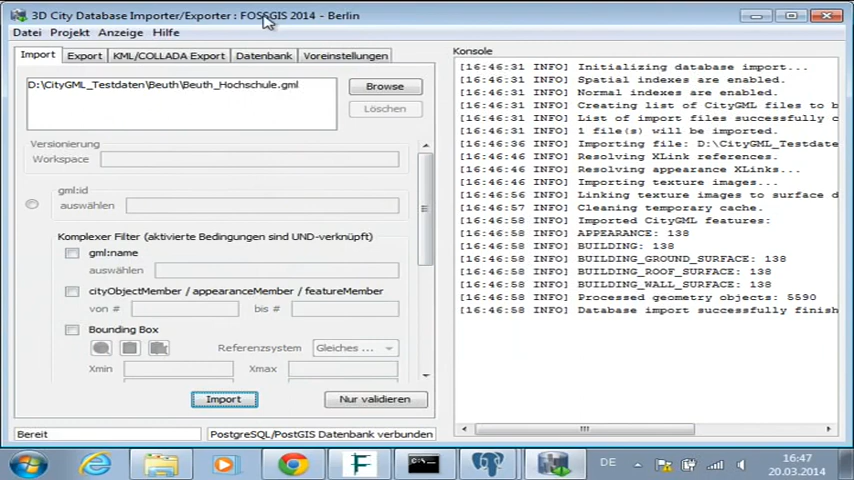 3D City Database Importer/Exporter : FOSSGIS 2014 - Berlin
Datei Projekt Anzeige Hilfe
Import Export KML/COLLADA Export Datenbank Voreinstellungen
D:\CityGML_Testdaten\Beuth\Beuth_Hochschule.gml
Browse
Löschen
Versionierung
Workspace
gml:id
auswählen
Komplexer Filter (aktivierte Bedingungen sind UND-verknüpft)
gml:name
auswählen
cityObjectMember / appearanceMember / featureMember
von # bis #
Bounding Box
Referenzsystem Gleiches ...
Xmin Xmax
Import Nur validieren
Bereit PostgreSQL/PostGIS Datenbank verbunden
Konsole
[16:46:31 INFO] Initializing database import...
[16:46:31 INFO] Spatial indexes are enabled.
[16:46:31 INFO] Normal indexes are enabled.
[16:46:31 INFO] Creating list of CityGML files to b
[16:46:31 INFO] List of import files successfully c
[16:46:31 INFO] 1 file(s) will be imported.
[16:46:36 INFO] Importing file: D:\CityGML_Testdate
[16:46:46 INFO] Resolving XLink references.
[16:46:46 INFO] Resolving appearance XLinks...
[16:46:46 INFO] Importing texture images...
[16:46:56 INFO] Linking texture images to surface d
[16:46:57 INFO] Cleaning temporary cache.
[16:46:58 INFO] Imported CityGML features:
[16:46:58 INFO] APPEARANCE: 138
[16:46:58 INFO] BUILDING: 138
[16:46:58 INFO] BUILDING_GROUND_SURFACE: 138
[16:46:58 INFO] BUILDING_ROOF_SURFACE: 138
[16:46:58 INFO] BUILDING_WALL_SURFACE: 138
[16:46:58 INFO] Processed geometry objects: 5590
[16:46:58 INFO] Database import successfully finish
DE
16:47
20.03.2014